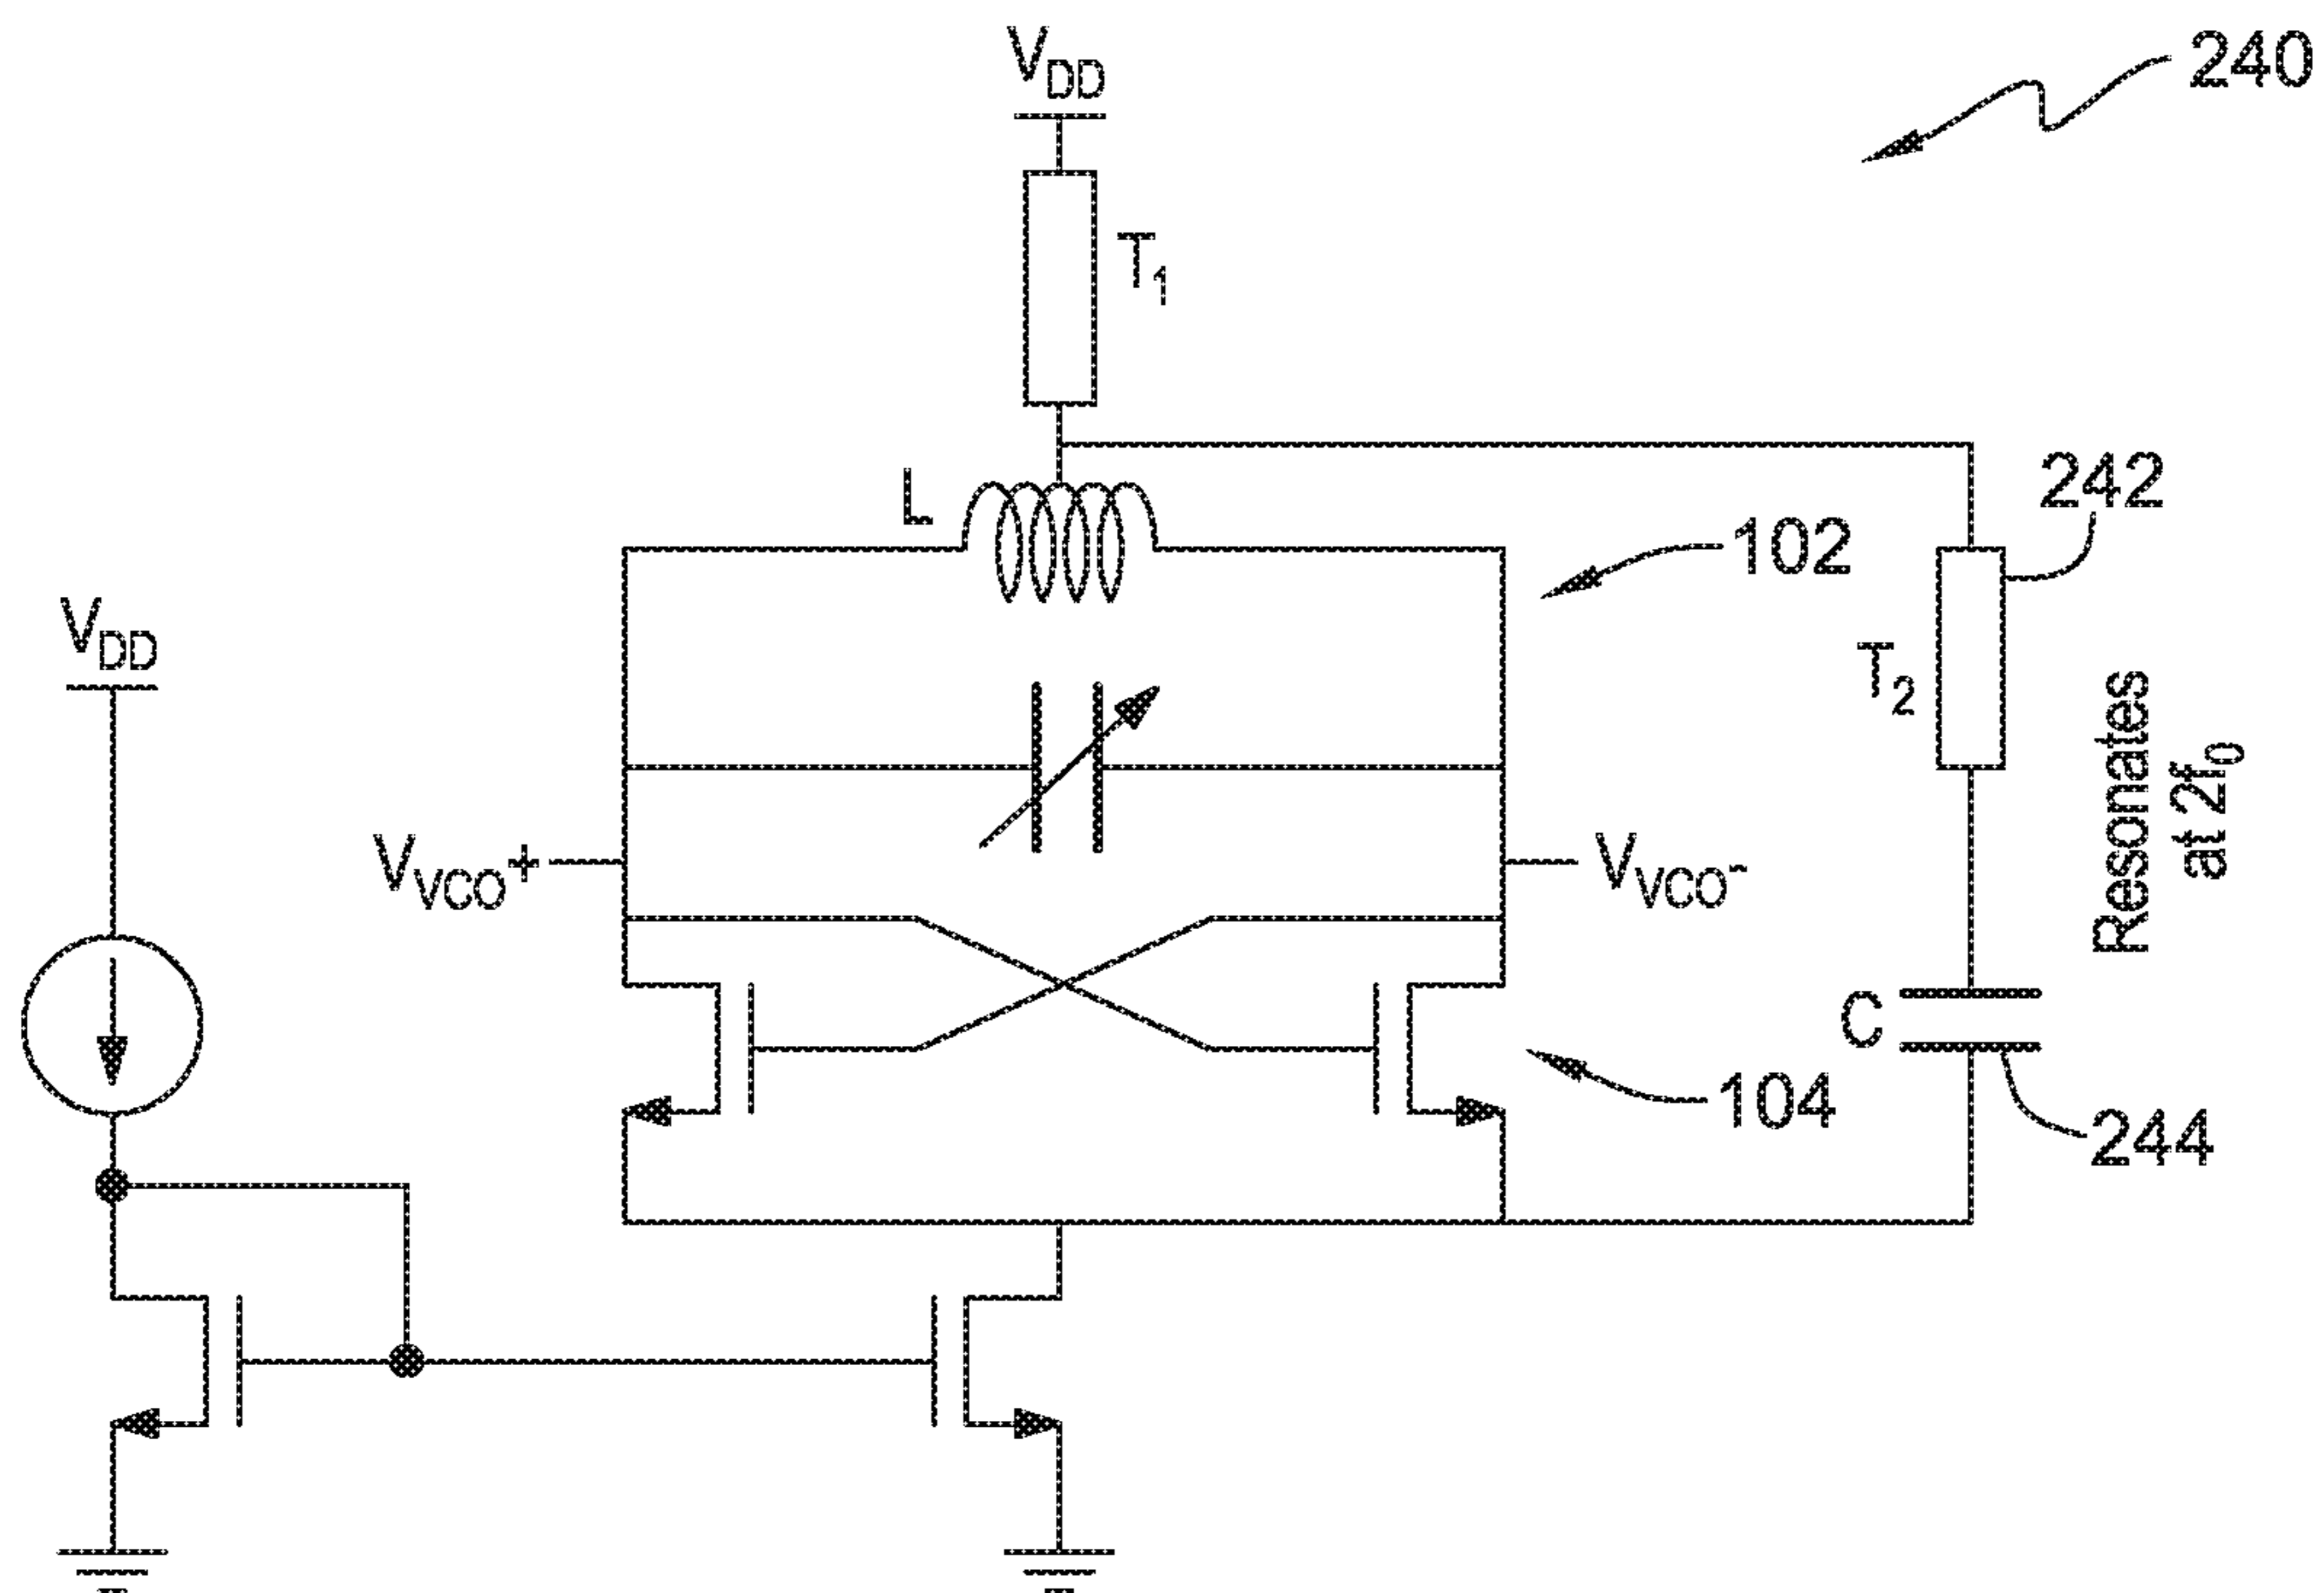 V_DD
240
T_1
L
242
102
V_DD
T_2
Resonates
at 2f_0
V_VCO+
V_VCO-
C
104
244